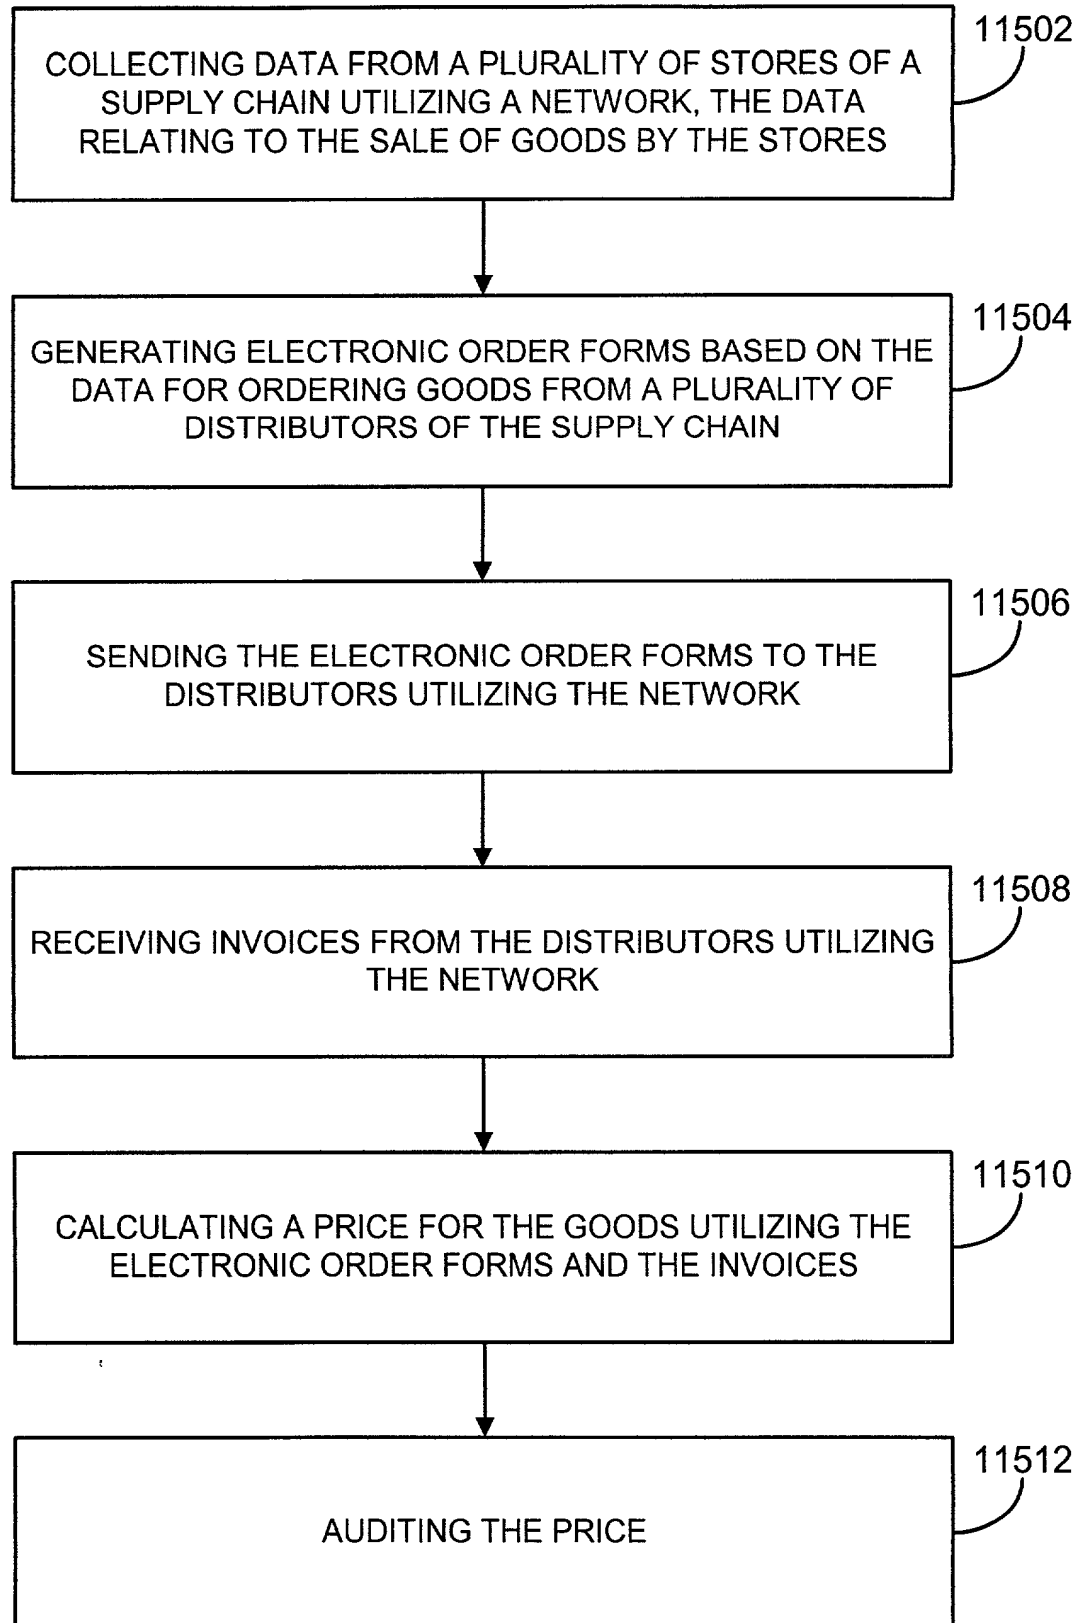 11502
COLLECTING DATA FROM A PLURALITY OF STORES OF A
SUPPLY CHAIN UTILIZING A NETWORK, THE DATA
RELATING TO THE SALE OF GOODS BY THE STORES
11504
GENERATING ELECTRONIC ORDER FORMS BASED ON THE
DATA FOR ORDERING GOODS FROM A PLURALITY OF
DISTRIBUTORS OF THE SUPPLY CHAIN
11506
SENDING THE ELECTRONIC ORDER FORMS TO THE
DISTRIBUTORS UTILIZING THE NETWORK
11508
RECEIVING INVOICES FROM THE DISTRIBUTORS UTILIZING
THE NETWORK
11510
CALCULATING A PRICE FOR THE GOODS UTILIZING THE
ELECTRONIC ORDER FORMS AND THE INVOICES
11512
AUDITING THE PRICE